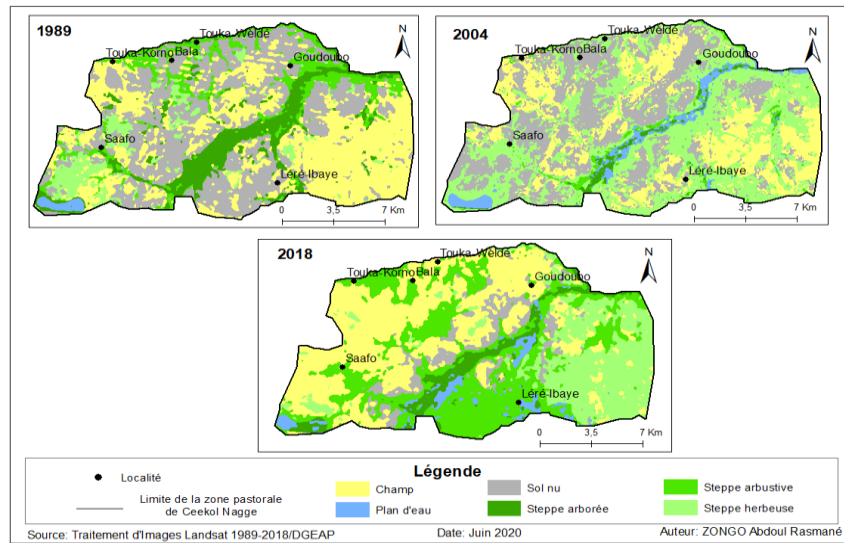 1989
Touka-Wèldé
Touka-Korno
Bala
Goudoubo
Saafo
Léré-Ibaye
N
0 3,5 7 Km
2004
Touka-Wèldé
Touka-Korno
Bala
Goudoubo
Saafo
Léré-Ibaye
N
0 3,5 7 Km
2018
Touka-Wèldé
Touka-Korno
Bala
Goudoubo
Saafo
Léré-Ibaye
N
0 3,5 7 Km
Légende
Localité
Limite de la zone pastorale
de Ceekol Nagge
Champ
Plan d'eau
Sol nu
Steppe arborée
Steppe arbustive
Steppe herbeuse
Source: Traitement d'Images Landsat 1989-2018/DGEAP Date: Juin 2020 Auteur: ZONGO Abdoul Rasmané